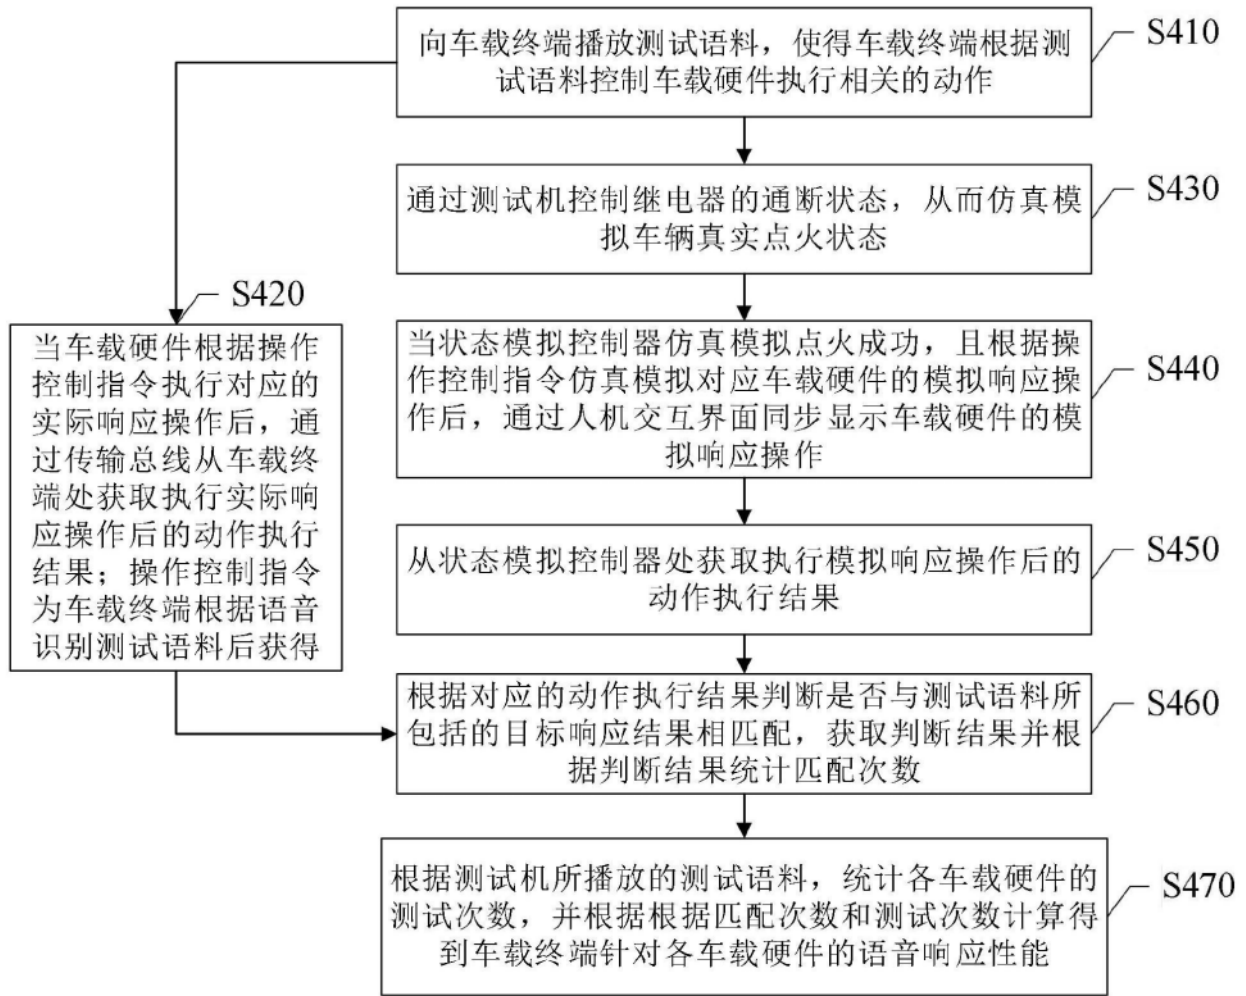 向车载终端播放测试语料，使得车载终端根据测
试语料控制车载硬件执行相关的动作
S410
通过测试机控制继电器的通断状态，从而仿真模
拟车辆真实点火状态
S430
S420
当车载硬件根据操作
控制指令执行对应的
实际响应操作后，通
过传输总线从车载终
端处获取执行实际响
应操作后的动作执行
结果；操作控制指令
为车载终端根据语音
识别测试语料后获得
当状态模拟控制器仿真模拟点火成功，且根据操
作控制指令仿真模拟对应车载硬件的模拟响应操
作后，通过人机交互界面同步显示车载硬件的模
拟响应操作
S440
从状态模拟控制器处获取执行模拟响应操作后的
动作执行结果
S450
根据对应的动作执行结果判断是否与测试语料所
包括的目标响应结果相匹配，获取判断结果并根
据判断结果统计匹配次数
S460
根据测试机所播放的测试语料，统计各车载硬件的
测试次数，并根据根据匹配次数和测试次数计算得
到车载终端针对各车载硬件的语音响应性能
S470